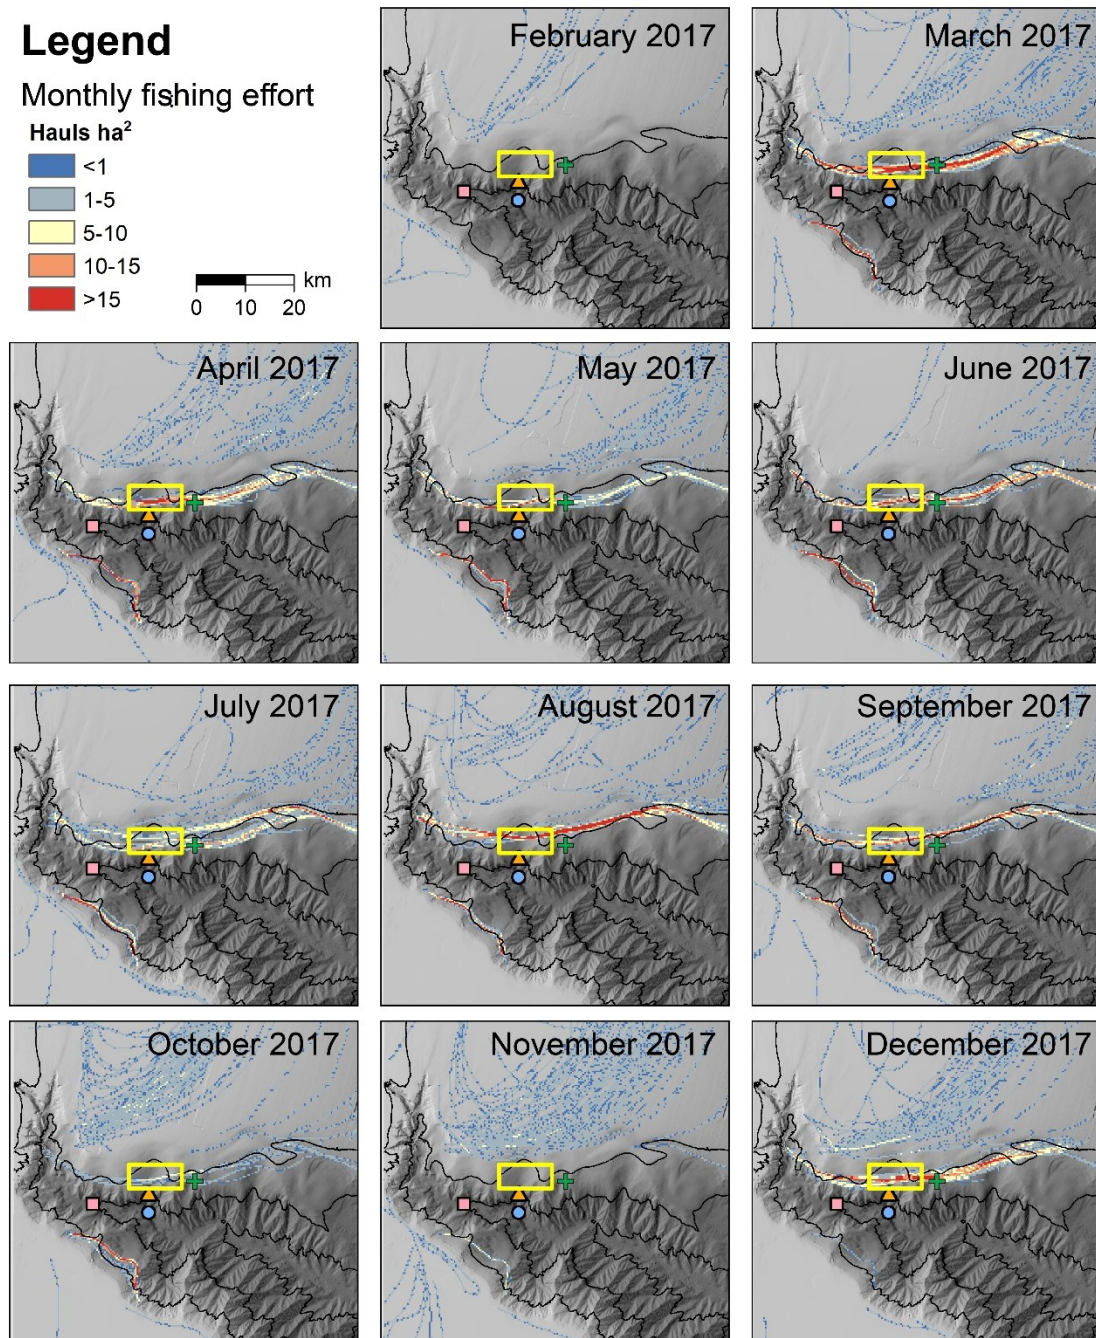 Legend
Monthly fishing effort
Hauls ha²
<1
1-5
5-10
10-15
>15
km
0 10 20
February 2017
March 2017
April 2017
May 2017
June 2017
July 2017
August 2017
September 2017
October 2017
November 2017
December 2017